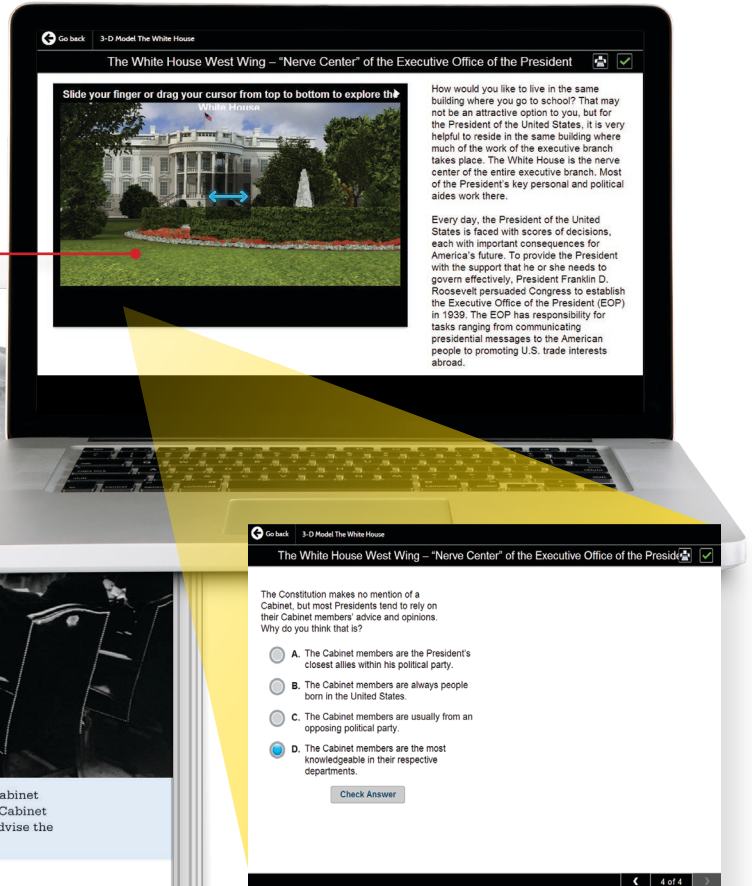 Go back
3-D Model The White House
The White House West Wing – “Nerve Center” of the Executive Office of the President
Slide your finger or drag your cursor from top to bottom to explore the
White House.
How would you like to live in the same
building where you go to school? That may
not be an attractive option to you, but for
the President of the United States, it is very
helpful to reside in the same building where
much of the work of the executive branch
takes place. The White House is the nerve
center of the entire executive branch. Most
of the President's key personal and political
aides work there.
Every day, the President of the United
States is faced with scores of decisions,
each with important consequences for
America's future. To provide the President
with the support that he or she needs to
govern effectively, President Franklin D.
Roosevelt persuaded Congress to establish
the Executive Office of the President (EOP)
in 1939. The EOP has responsibility for
tasks ranging from communicating
presidential messages to the American
people to promoting U.S. trade interests
abroad.
Go back
3-D Model The White House
The White House West Wing – “Nerve Center” of the Executive Office of the Preside
The Constitution makes no mention of a
Cabinet, but most Presidents tend to rely on
their Cabinet members' advice and opinions.
Why do you think that is?
A. The Cabinet members are the President's
closest allies within his political party.
B. The Cabinet members are always people
born in the United States.
C. The Cabinet members are usually from an
opposing political party.
D. The Cabinet members are the most
knowledgeable in their respective
departments.
Check Answer
4 of 4
abinet
Cabinet
dvise the